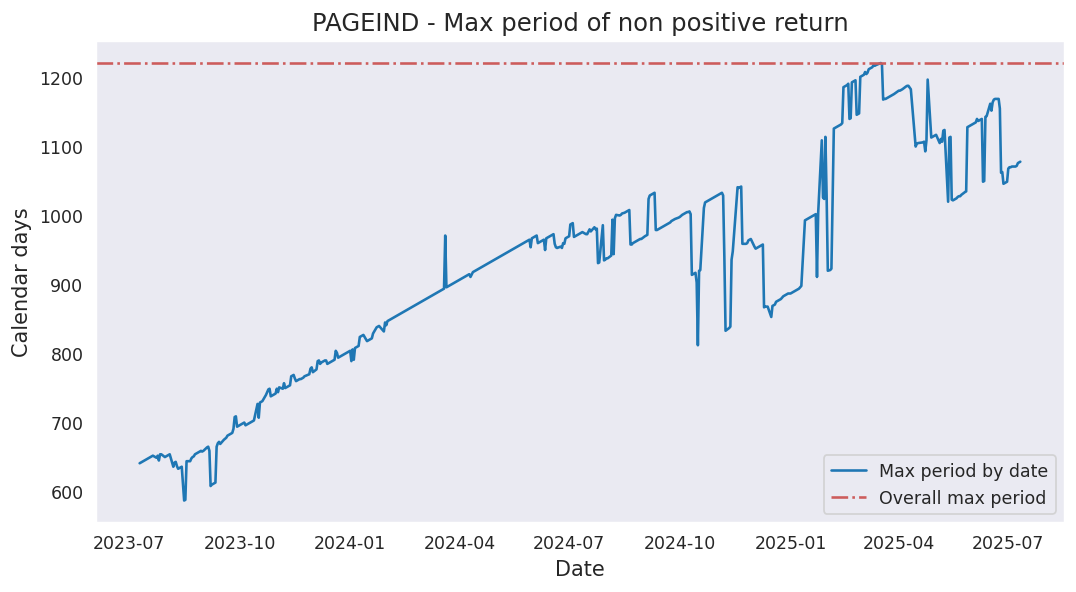 PAGEIND - Max period of non positive return
Calendar days
1200
1100
1000
900
800
700
600
Max period by date
Overall max period
2023-07 2023-10 2024-01 2024-04 2024-07 2024-10 2025-01 2025-04 2025-07
Date